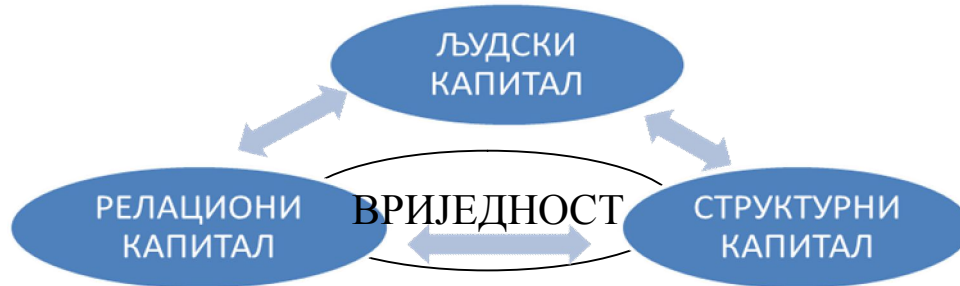 ЉУДСКИ
КАПИТАЛ
РЕЛАЦИОНИ
КАПИТАЛ
ВРИЈЕДНОСТ
СТРУКТУРНИ
КАПИТАЛ